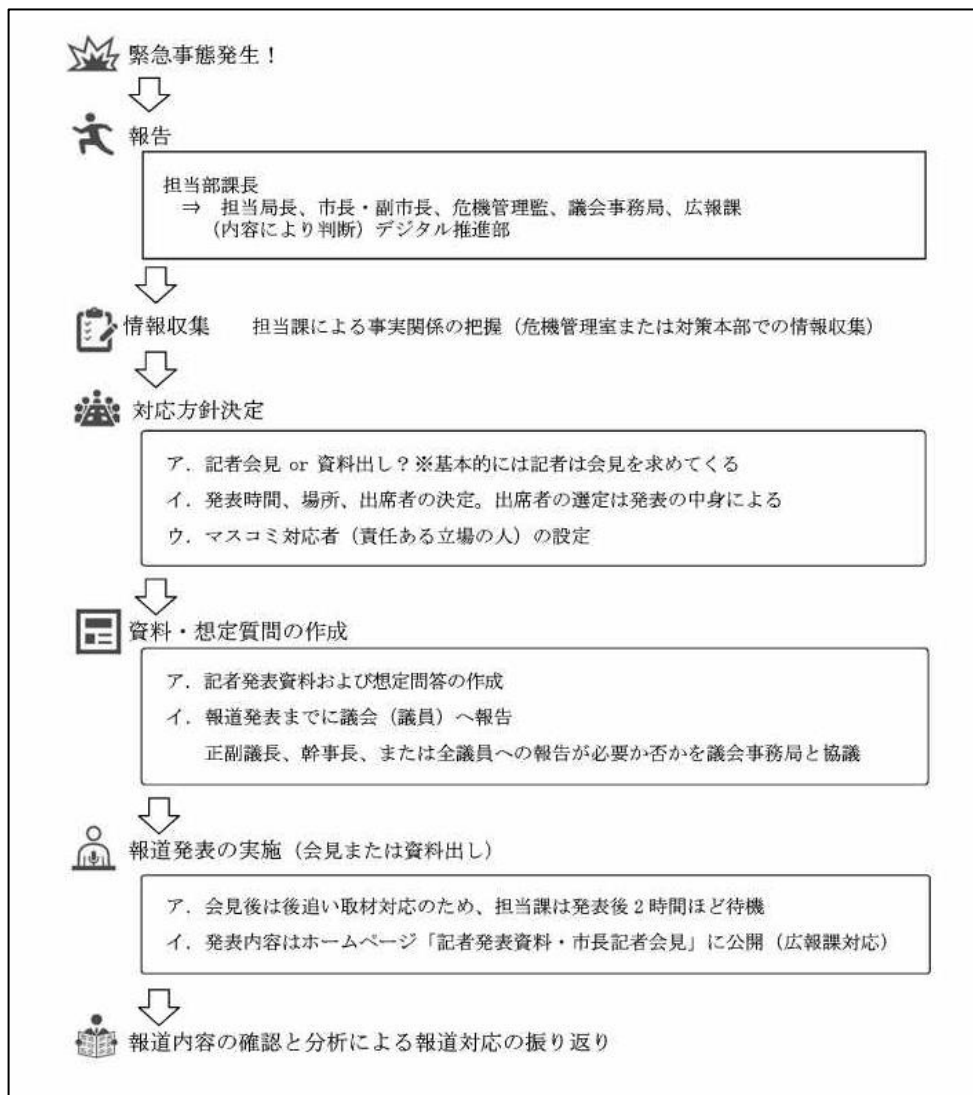 緊急事態発生！
報告
担当部課長
⇒ 担当局長、市長・副市長、危機管理監、議会事務局、広報課
（内容により判断）デジタル推進部
情報収集 担当課による事実関係の把握（危機管理室または対策本部での情報収集）
対応方針決定
ア．記者会見 or 資料出し？※基本的には記者は会見を求めてくる
イ．発表時間、場所、出席者の決定。出席者の選定は発表の中身による
ウ．マスコミ対応者（責任ある立場の人）の設定
資料・想定質問の作成
ア．記者発表資料および想定問答の作成
イ．報道発表までに議会（議員）へ報告
正副議長、幹事長、または全議員への報告が必要か否かを議会事務局と協議
報道発表の実施（会見または資料出し）
ア．会見後は後追い取材対応のため、担当課は発表後２時間ほど待機
イ．発表内容はホームページ「記者発表資料・市長記者会見」に公開（広報課対応）
報道内容の確認と分析による報道対応の振り返り